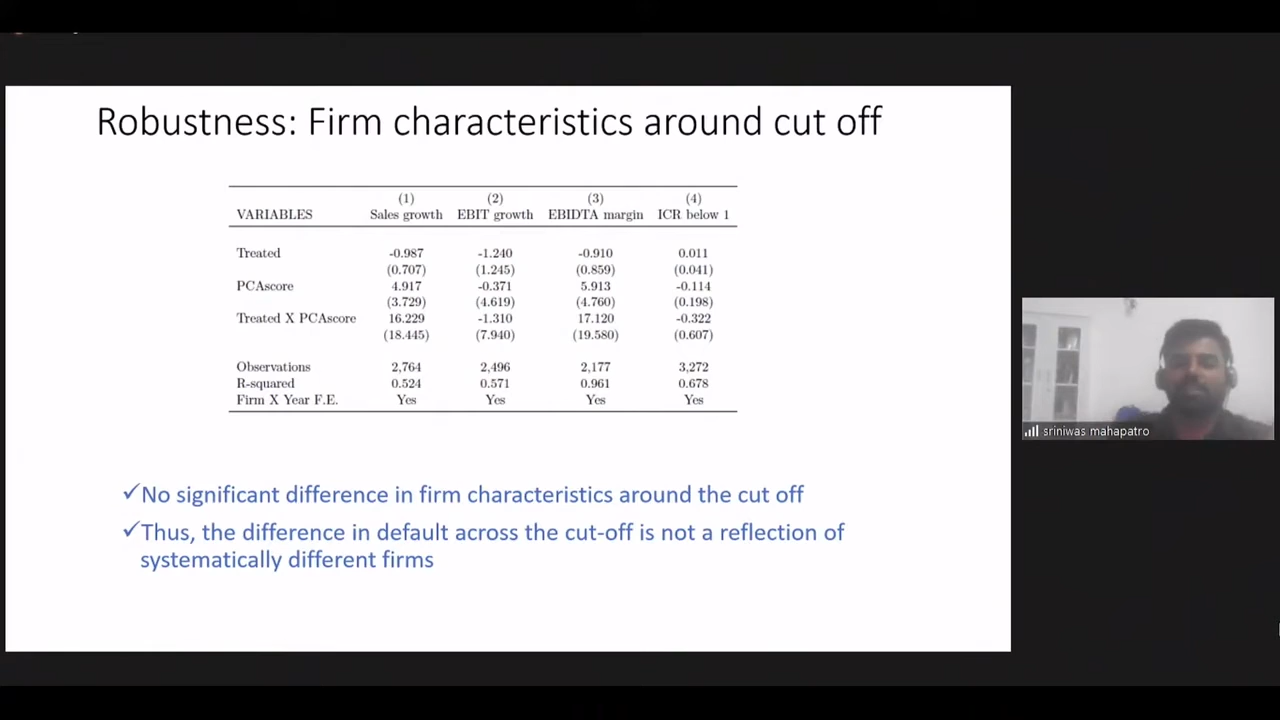 Robustness: Firm characteristics around cut off
(1) (2) (3) (4)
VARIABLES Sales growth EBIT growth EBIDTA margin ICR below 1
Treated -0.987 -1.240 -0.910 0.011
(0.707) (1.245) (0.859) (0.041)
PCAscore 4.917 -0.371 5.913 -0.114
(3.729) (4.619) (4.760) (0.198)
Treated X PCAscore 16.229 -1.310 17.120 -0.322
(18.445) (7.940) (19.580) (0.607)
Observations 2,764 2,496 2,177 3,272
R-squared 0.524 0.571 0.961 0.678
Firm X Year F.E. Yes Yes Yes Yes
✓No significant difference in firm characteristics around the cut off
✓Thus, the difference in default across the cut-off is not a reflection of
systematically different firms
sriniwas mahapatro